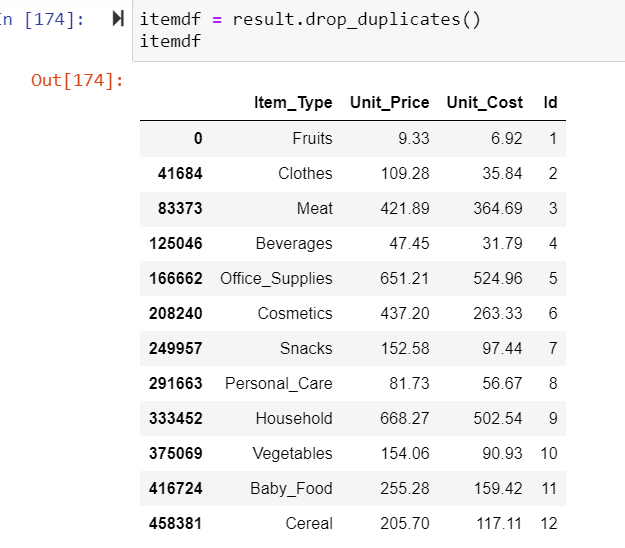 In [174]: itemdf = result.drop_duplicates()
itemdf
Out[174]:
Item_Type Unit_Price Unit_Cost Id
0 Fruits 9.33 6.92 1
41684 Clothes 109.28 35.84 2
83373 Meat 421.89 364.69 3
125046 Beverages 47.45 31.79 4
166662 Office_Supplies 651.21 524.96 5
208240 Cosmetics 437.20 263.33 6
249957 Snacks 152.58 97.44 7
291663 Personal_Care 81.73 56.67 8
333452 Household 668.27 502.54 9
375069 Vegetables 154.06 90.93 10
416724 Baby_Food 255.28 159.42 11
458381 Cereal 205.70 117.11 12